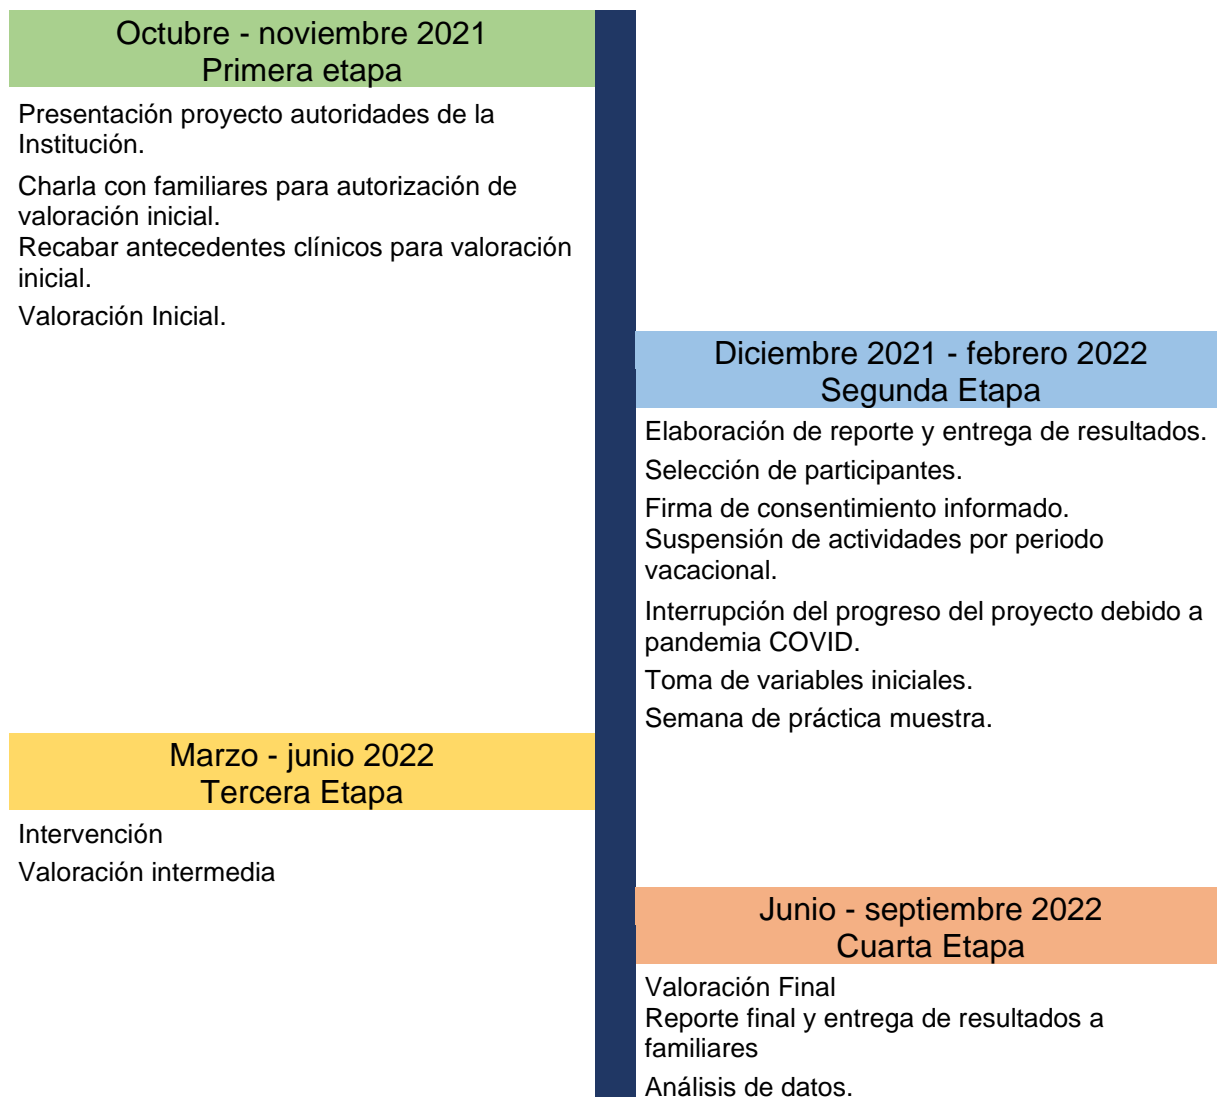 Octubre - noviembre 2021
Primera etapa
Presentación proyecto autoridades de la
Institución.
Charla con familiares para autorización de
valoración inicial.
Recabar antecedentes clínicos para valoración
inicial.
Valoración Inicial.
Diciembre 2021 - febrero 2022
Segunda Etapa
Elaboración de reporte y entrega de resultados.
Selección de participantes.
Firma de consentimiento informado.
Suspensión de actividades por periodo
vacacional.
Interrupción del progreso del proyecto debido a
pandemia COVID.
Toma de variables iniciales.
Semana de práctica muestra.
Marzo - junio 2022
Tercera Etapa
Intervención
Valoración intermedia
Junio - septiembre 2022
Cuarta Etapa
Valoración Final
Reporte final y entrega de resultados a
familiares
Análisis de datos.